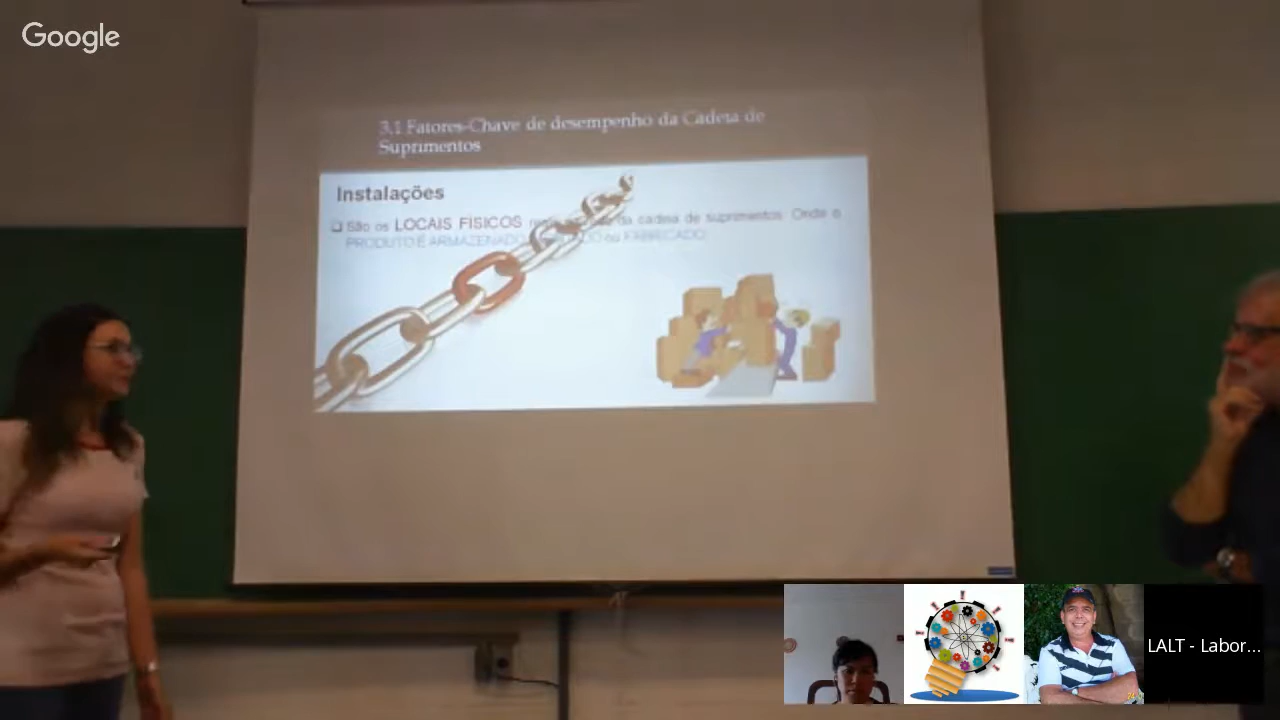 Google
3.1 Fatores-Chave de desempenho da Cadeia de
Suprimentos
Instalações
São os LOCAIS FÍSICOS da cadeia de suprimentos. Onde o
PRODUTO É ARMAZENADO, ou FABRICADO.
LALT - Labor...